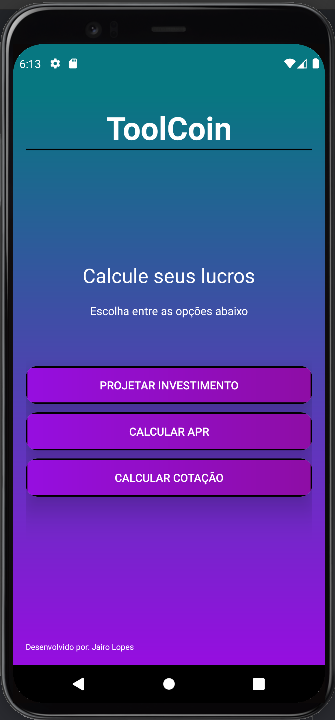 6:13
ToolCoin
Calcule seus lucros
Escolha entre as opções abaixo
PROJETAR INVESTIMENTO
CALCULAR APR
CALCULAR COTAÇÃO
Desenvolvido por: Jairo Lopes